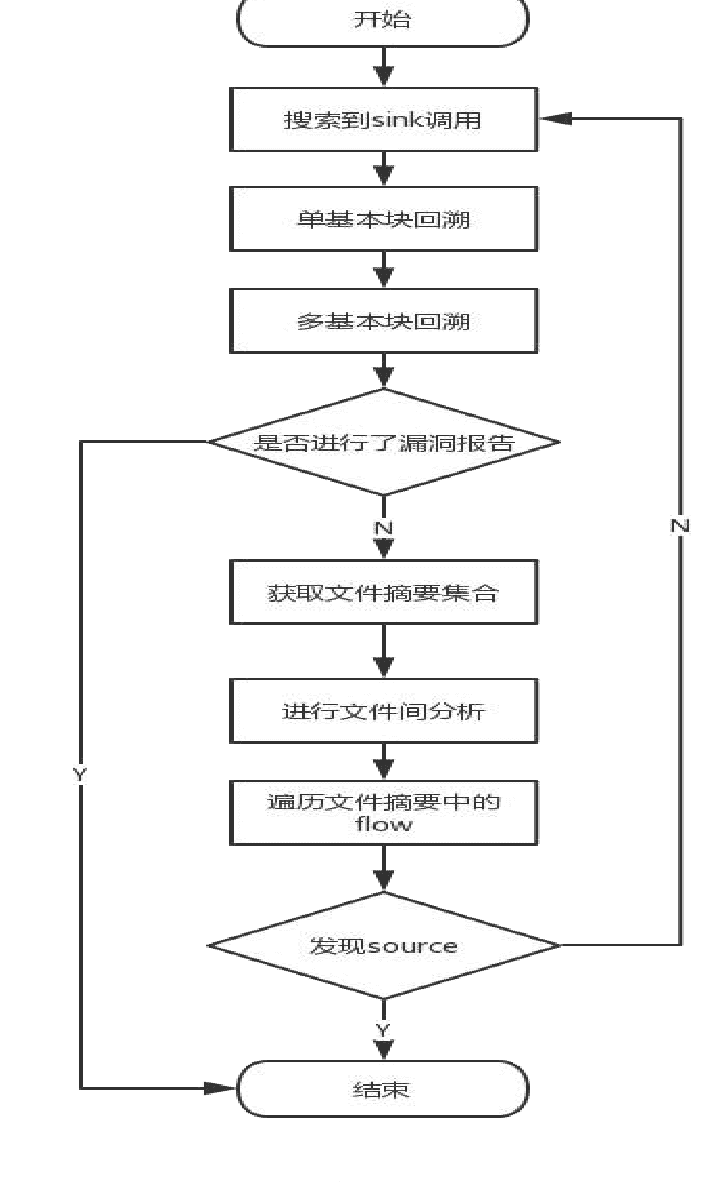 开始
搜索到sink调用
单基本块回溯
多基本块回溯
是否进行了漏洞报告
N
N
获取文件摘要集合
进行文件间分析
Y
遍历文件摘要中的
flow
发现source
Y
结束